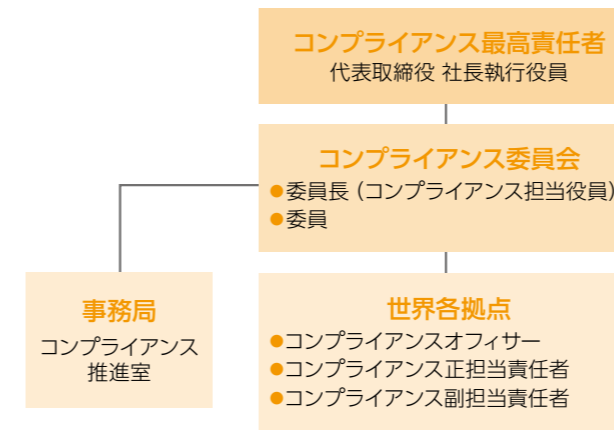 コンプライアンス最高責任者
代表取締役 社長執行役員
コンプライアンス委員会
●委員長（コンプライアンス担当役員）
●委員
事務局
コンプライアンス
推進室
世界各拠点
●コンプライアンスオフィサー
●コンプライアンス正担当責任者
●コンプライアンス副担当責任者